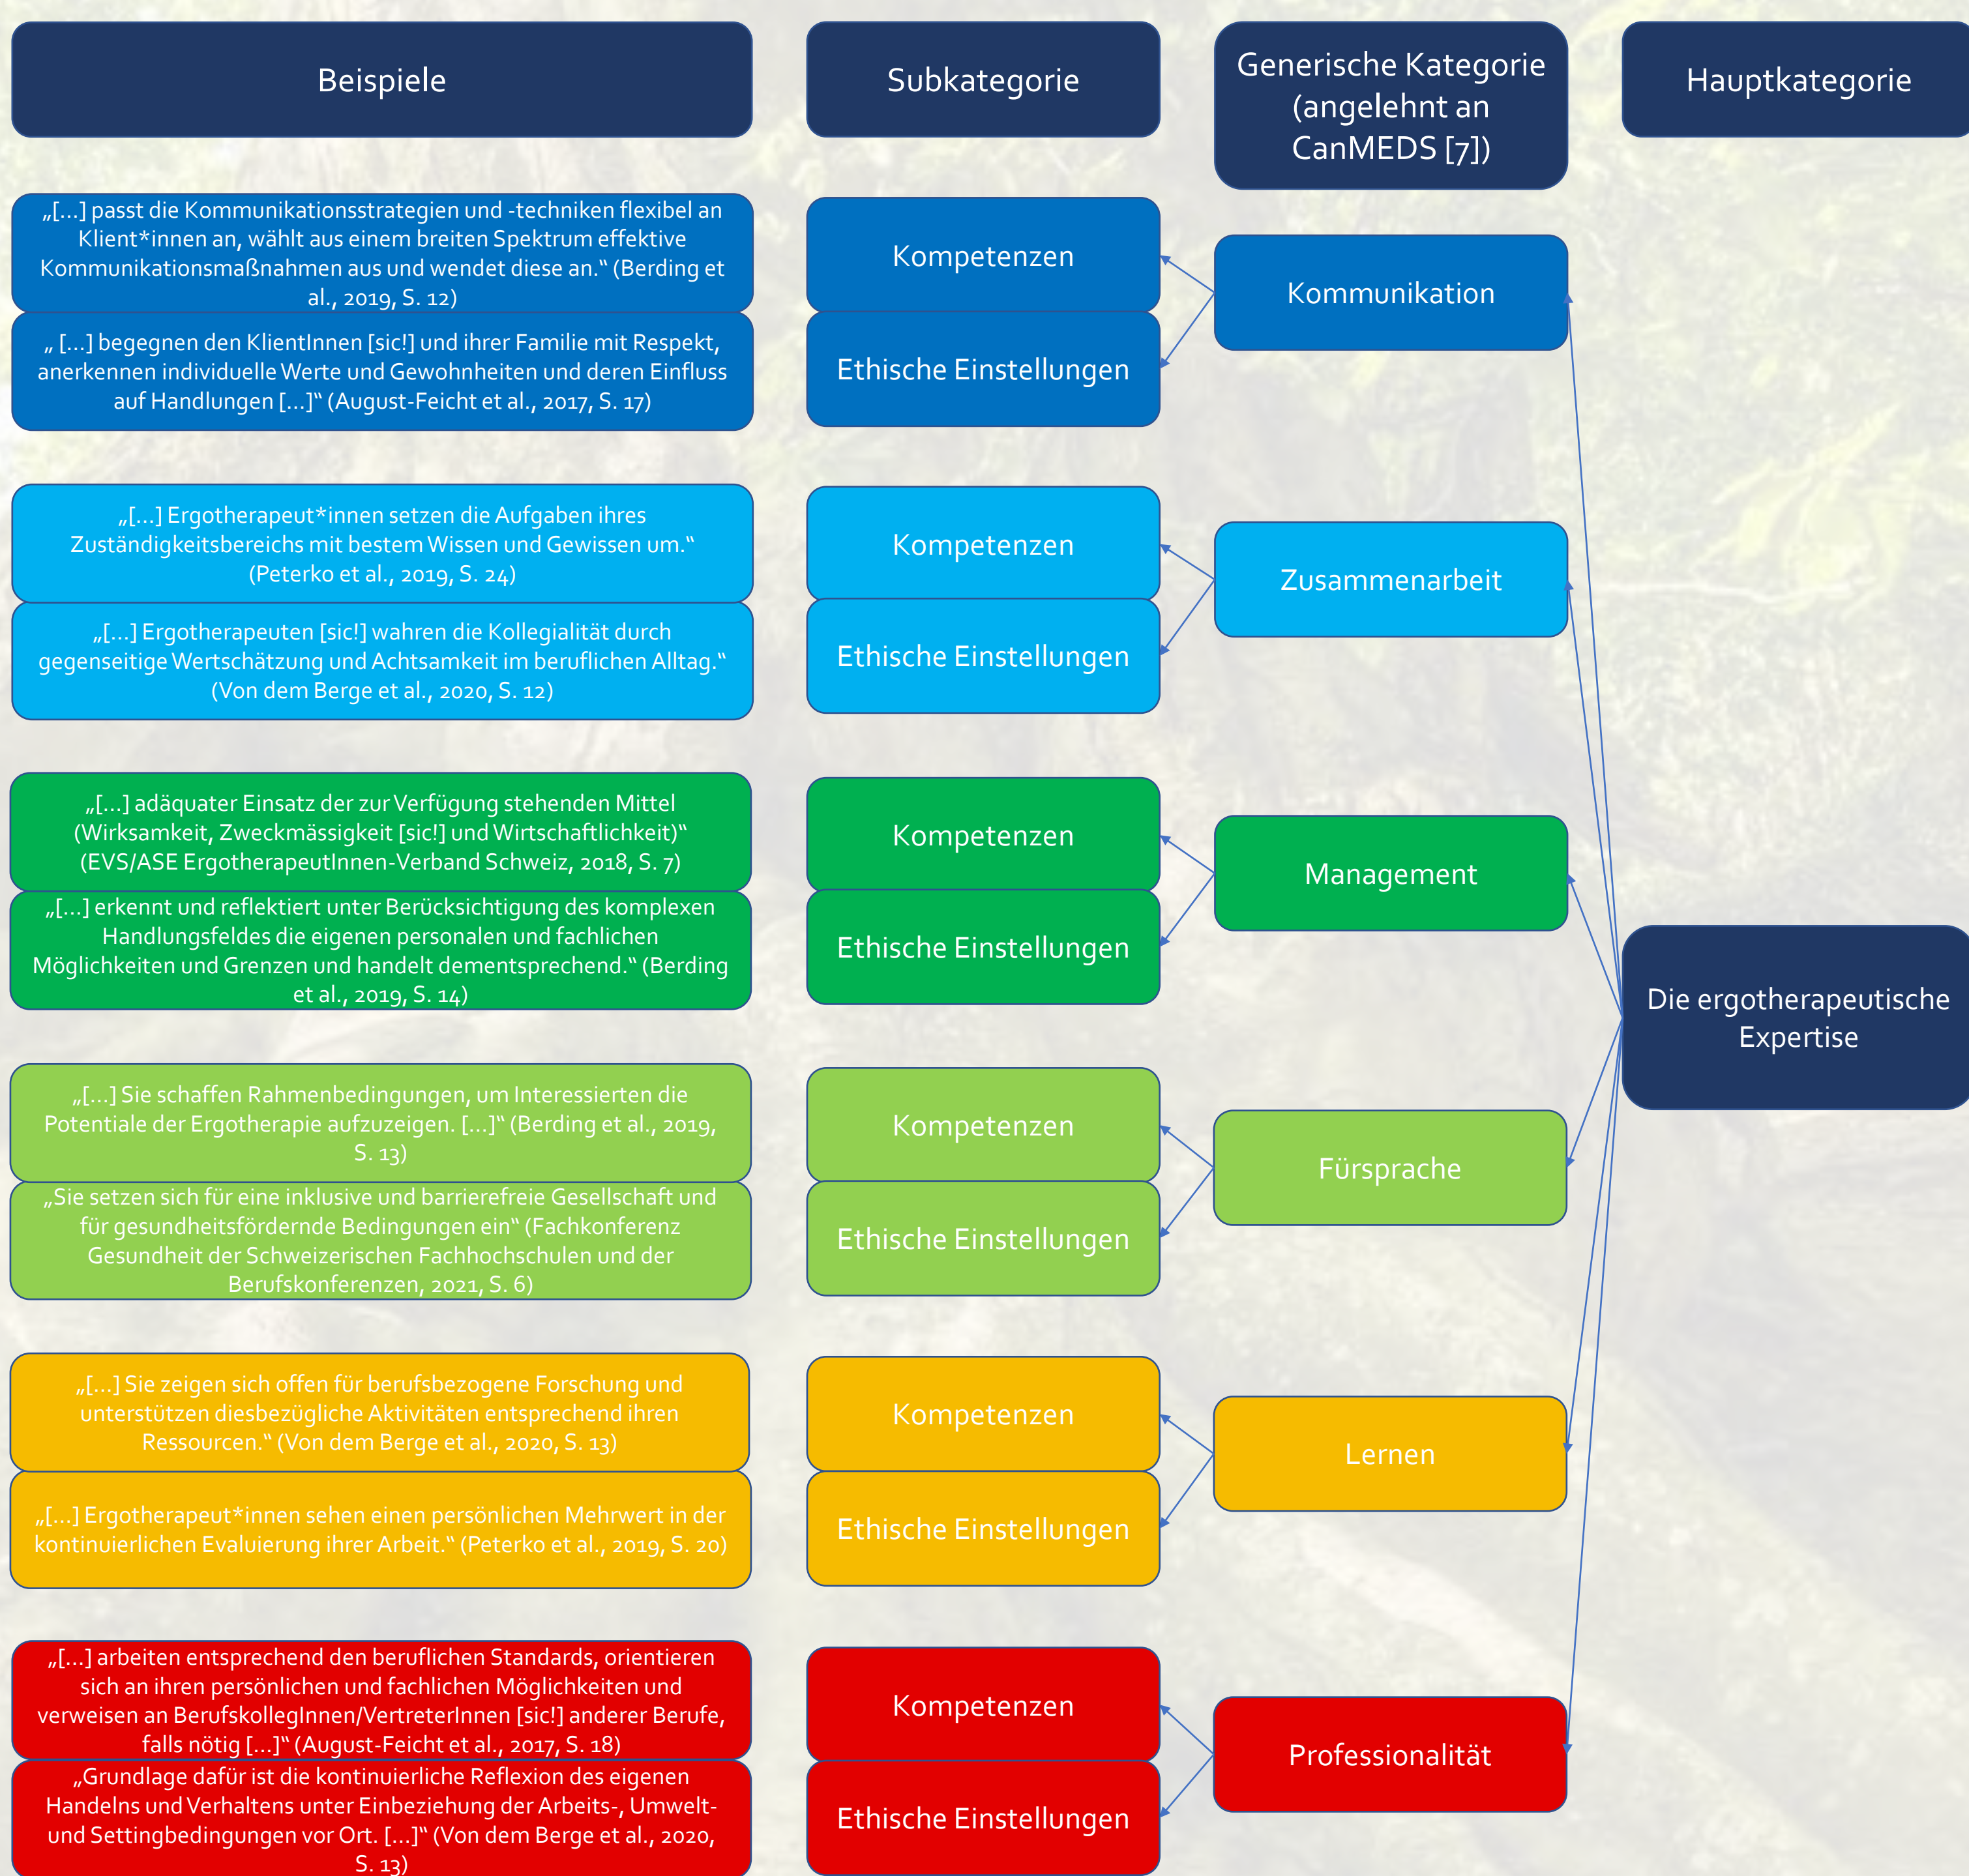 Beispiele
Subkategorie
Generische Kategorie
(angelehnt an
CanMEDS [7])
Hauptkategorie
„[...] passt die Kommunikationsstrategien und -techniken flexibel an
Klient*innen an, wählt aus einem breiten Spektrum effektive
Kommunikationsmaßnahmen aus und wendet diese an.“ (Berding et
al., 2019, S. 12)
Kompetenzen
Kommunikation
„ [...] begegnen den KlientInnen [sic!] und ihrer Familie mit Respekt,
anerkennen individuelle Werte und Gewohnheiten und deren Einfluss
auf Handlungen [...]“ (August-Feicht et al., 2017, S. 17)
Ethische Einstellungen
„[...] Ergotherapeut*innen setzen die Aufgaben ihres
Zuständigkeitsbereichs mit bestem Wissen und Gewissen um.“
(Peterko et al., 2019, S. 24)
Kompetenzen
Zusammenarbeit
„[...] Ergotherapeuten [sic!] wahren die Kollegialität durch
gegenseitige Wertschätzung und Achtsamkeit im beruflichen Alltag.“
(Von dem Berge et al., 2020, S. 12)
Ethische Einstellungen
„[...] adäquater Einsatz der zur Verfügung stehenden Mittel
(Wirksamkeit, Zweckmässigkeit [sic!] und Wirtschaftlichkeit)“
(EVS/ASE ErgotherapeutInnen-Verband Schweiz, 2018, S. 7)
Kompetenzen
Management
„[...] erkennt und reflektiert unter Berücksichtigung des komplexen
Handlungsfeldes die eigenen personalen und fachlichen
Möglichkeiten und Grenzen und handelt dementsprechend.“ (Berding
et al., 2019, S. 14)
Ethische Einstellungen
Die ergotherapeutische
Expertise
„[...] Sie schaffen Rahmenbedingungen, um Interessierten die
Potentiale der Ergotherapie aufzuzeigen. [...]“ (Berding et al., 2019,
S. 13)
Kompetenzen
Fürsprache
„Sie setzen sich für eine inklusive und barrierefreie Gesellschaft und
für gesundheitsfördernde Bedingungen ein“ (Fachkonferenz
Gesundheit der Schweizerischen Fachhochschulen und der
Berufskonferenzen, 2021, S. 6)
Ethische Einstellungen
„[...] Sie zeigen sich offen für berufsbezogene Forschung und
unterstützen diesbezügliche Aktivitäten entsprechend ihren
Ressourcen.“ (Von dem Berge et al., 2020, S. 13)
Kompetenzen
Lernen
„[...] Ergotherapeut*innen sehen einen persönlichen Mehrwert in der
kontinuierlichen Evaluierung ihrer Arbeit.“ (Peterko et al., 2019, S. 20)
Ethische Einstellungen
„[...] arbeiten entsprechend den beruflichen Standards, orientieren
sich an ihren persönlichen und fachlichen Möglichkeiten und
verweisen an BerufskollegInnen/VertreterInnen [sic!] anderer Berufe,
falls nötig [...]“ (August-Feicht et al., 2017, S. 18)
Kompetenzen
Professionalität
„Grundlage dafür ist die kontinuierliche Reflexion des eigenen
Handelns und Verhaltens unter Einbeziehung der Arbeits-, Umwelt-
und Settingbedingungen vor Ort. [...]“ (Von dem Berge et al., 2020,
S. 13)
Ethische Einstellungen